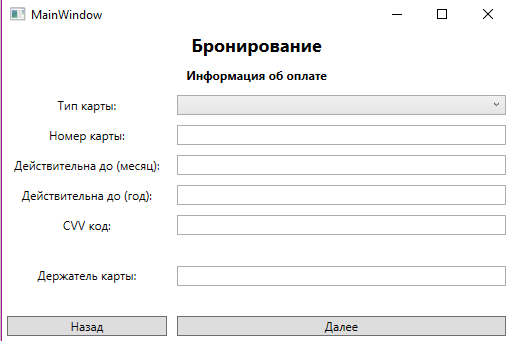 MainWindow
Бронирование
Информация об оплате
Тип карты:
Номер карты:
Действительна до (месяц):
Действительна до (год):
CVV код:
Держатель карты:
Назад Далее